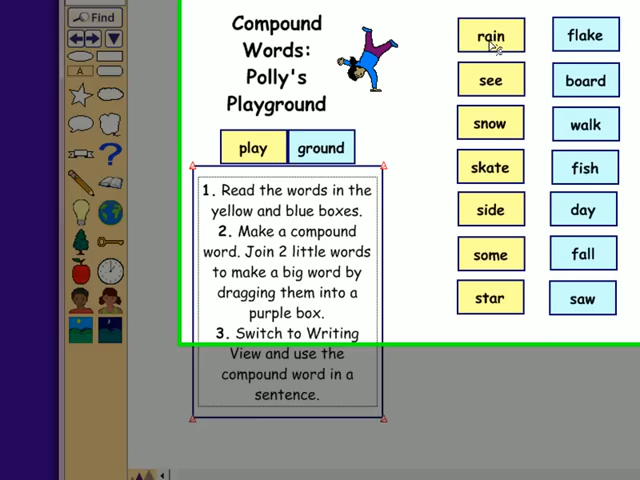 Find
A
Compound
Words:
Polly's
Playground
play ground
1. Read the words in the
yellow and blue boxes.
2. Make a compound
word. Join 2 little words
to make a big word by
dragging them into a
purple box.
3. Switch to Writing
View and use the
compound word in a
sentence.
rain flake
see board
snow walk
skate fish
side day
some fall
star saw